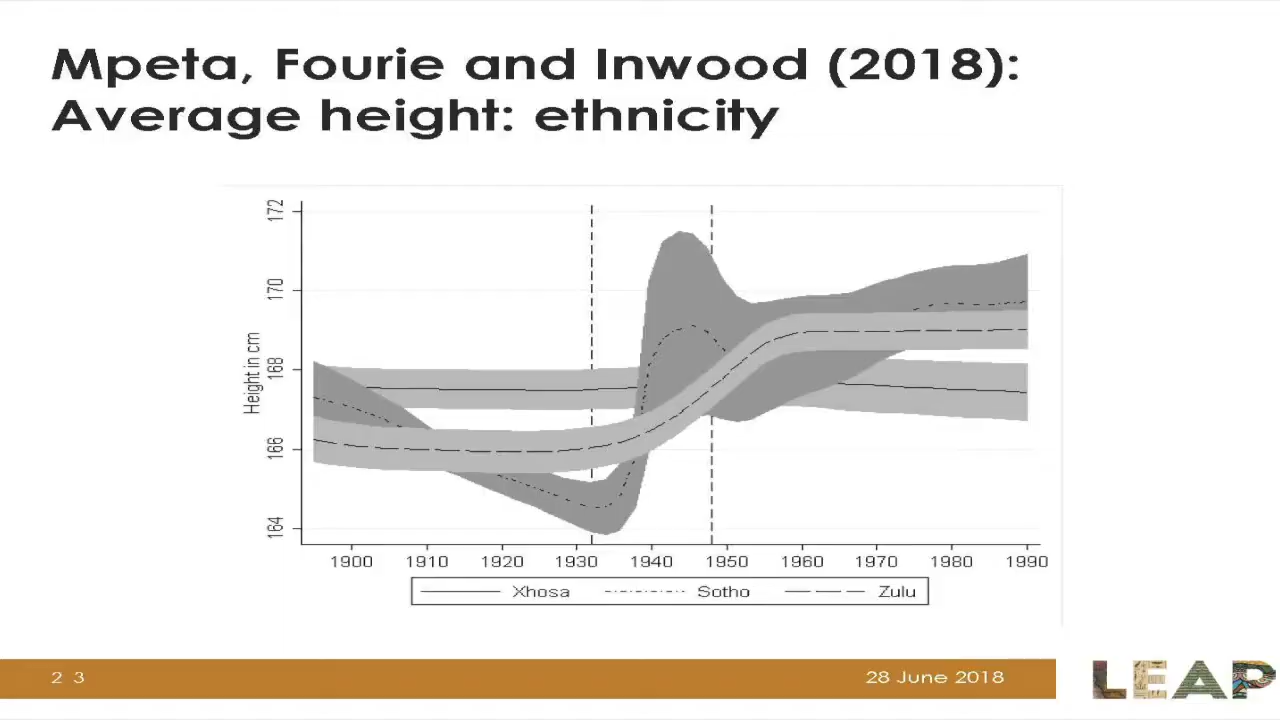 Mpeta, Fourie and Inwood (2018):
Average height: ethnicity
172
170
168
166
164
Height in cm
1900 1910 1920 1930 1940 1950 1960 1970 1980 1990
Xhosa Sotho Zulu
2 3 28 June 2018
LEAP